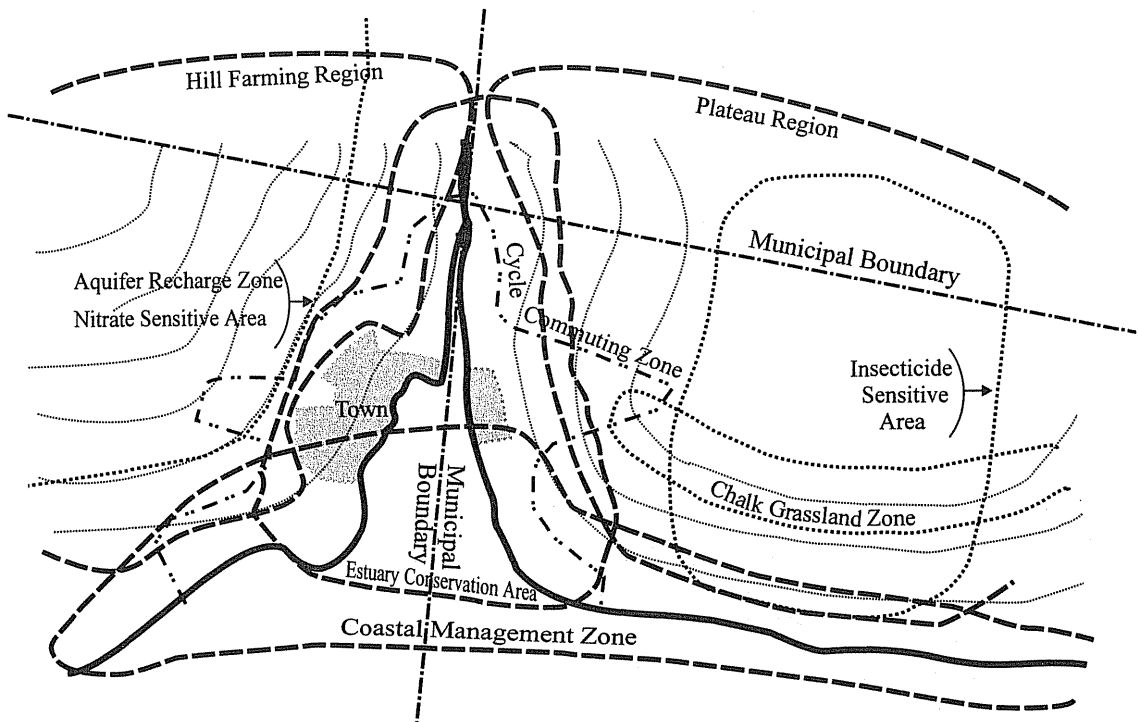 Hill Farming Region
Plateau Region
Municipal Boundary
Cycle
Commuting Zone
Aquifer Recharge Zone
Nitrate Sensitive Area
Insecticide
Sensitive
Area
Town
Municipal
Boundary
Chalk Grassland Zone
Estuary Conservation Area
Coastal Management Zone